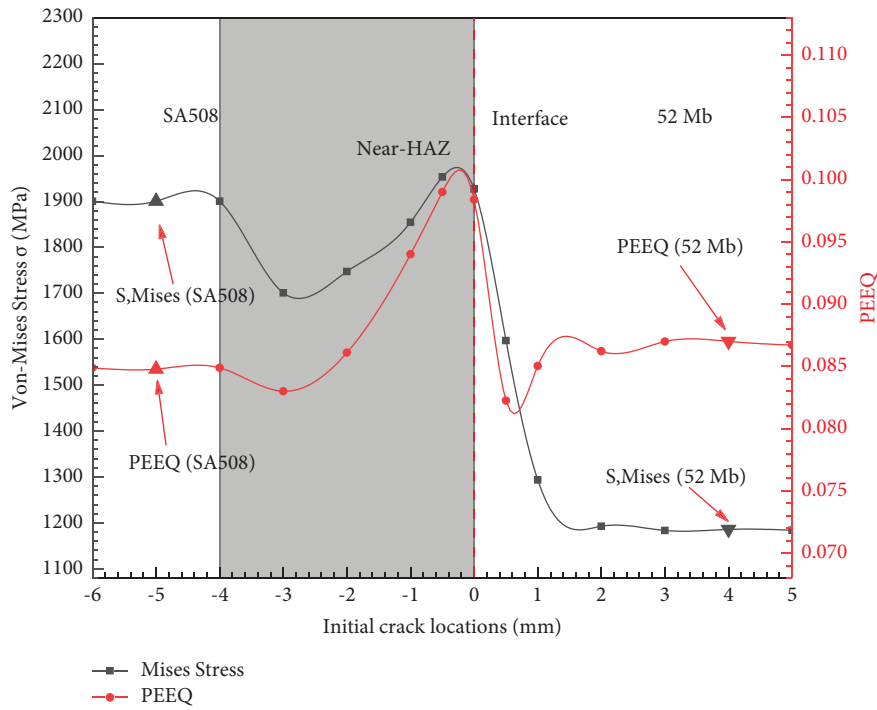 2300
2200
2100
2000
1900
1800
1700
1600
1500
1400
1300
1200
1100
Von-Mises Stress σ (MPa)
SA508
Near-HAZ
Interface
52 Mb
S,Mises (SA508)
PEEQ (SA508)
PEEQ (52 Mb)
S,Mises (52 Mb)
0.110
0.105
0.100
0.095
0.090
0.085
0.080
0.075
0.070
PEEQ
-6 -5 -4 -3 -2 -1 0 1 2 3 4 5
Initial crack locations (mm)
Mises Stress
PEEQ